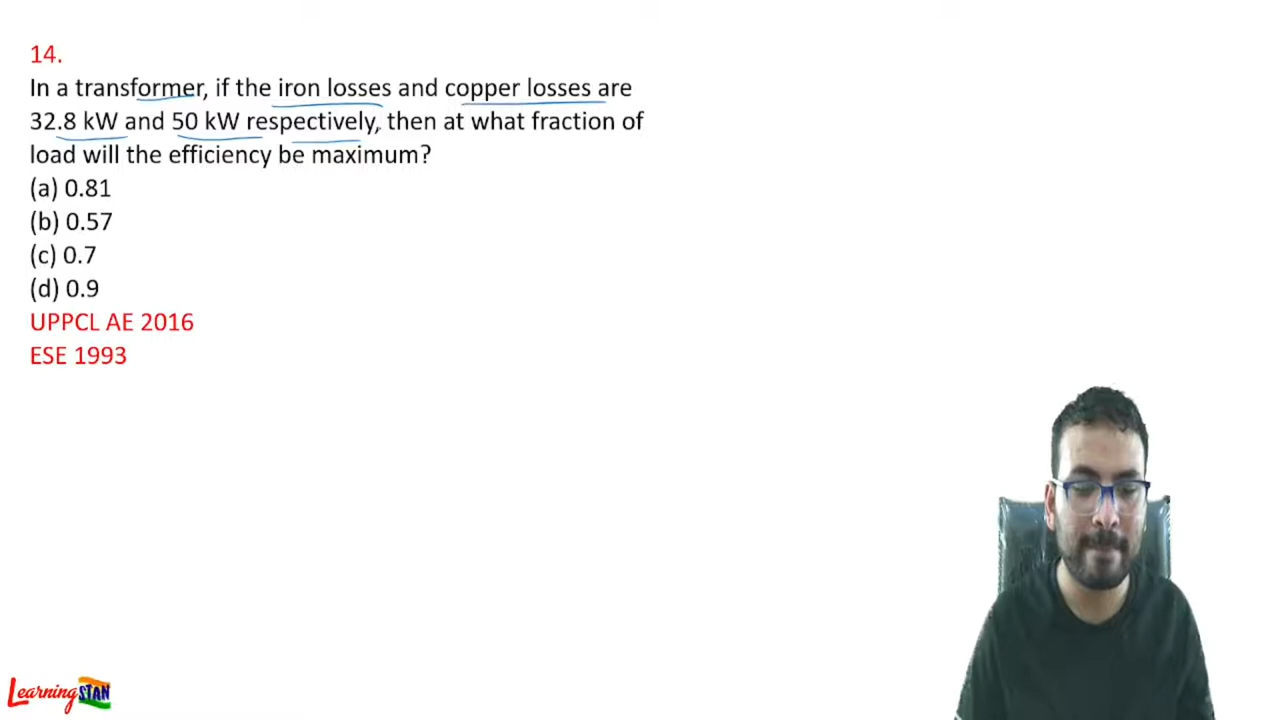 14.
In a transformer, if the iron losses and copper losses are
32.8 kW and 50 kW respectively, then at what fraction of
load will the efficiency be maximum?
(a) 0.81
(b) 0.57
(c) 0.7
(d) 0.9
UPPCL AE 2016
ESE 1993
LearningSTAN